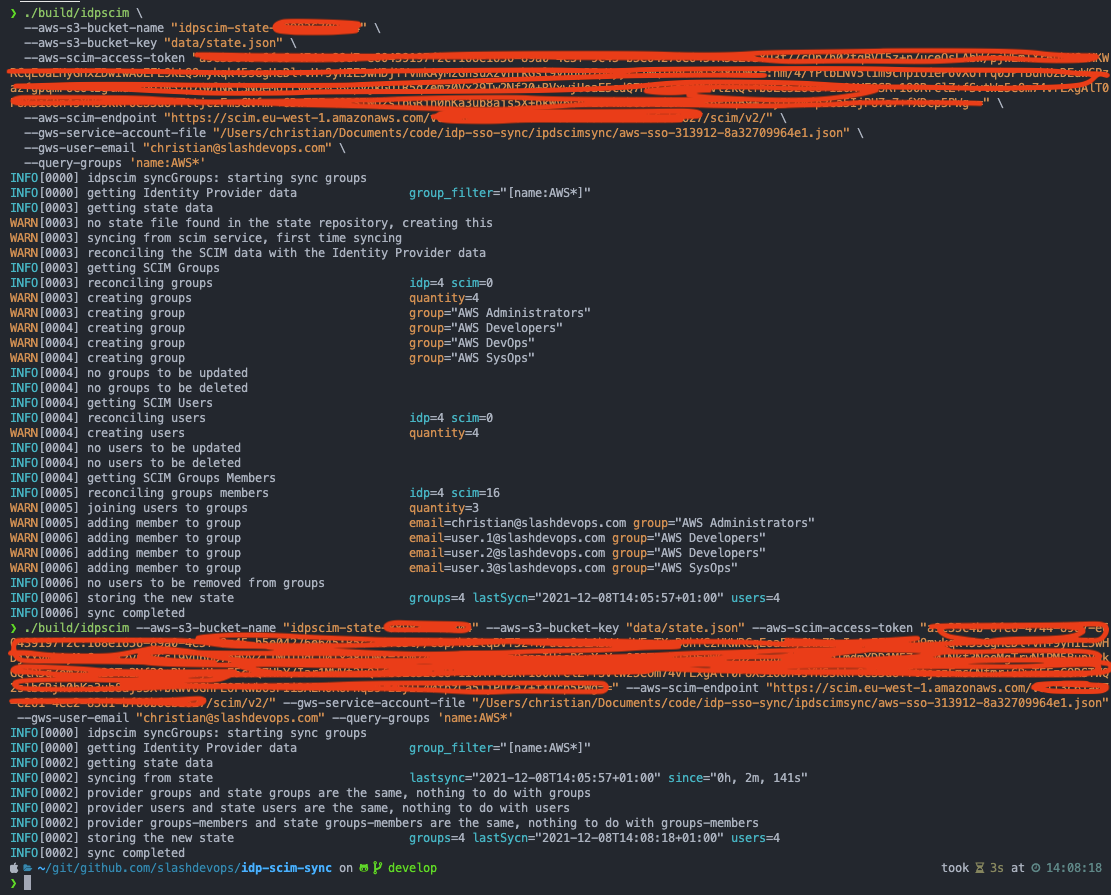 ❯ ./build/idpscim \
--aws-s3-bucket-name "idpscim-state- " \
--aws-s3-bucket-key "data/state.json" \
--aws-scim-access-token "
" \
--aws-scim-endpoint "https://scim.eu-west-1.amazonaws.com/ /scim/v2/" \
--gws-service-account-file "/Users/christian/Documents/code/idp-sso-sync/ipdscimsync/aws-sso-313912-8a32709964e1.json" \
--gws-user-email "christian@slashdevops.com" \
--query-groups 'name:AWS*'
INFO[0000] idpscim syncGroups: starting sync groups
INFO[0000] getting Identity Provider data group_filter="[name:AWS*]"
INFO[0003] getting state data
WARN[0003] no state file found in the state repository, creating this
WARN[0003] syncing from scim service, first time syncing
WARN[0003] reconciling the SCIM data with the Identity Provider data
INFO[0003] getting SCIM Groups
INFO[0003] reconciling groups idp=4 scim=0
WARN[0003] creating groups quantity=4
WARN[0003] creating group group="AWS Administrators"
WARN[0004] creating group group="AWS Developers"
WARN[0004] creating group group="AWS DevOps"
WARN[0004] creating group group="AWS SysOps"
INFO[0004] no groups to be updated
INFO[0004] no groups to be deleted
INFO[0004] getting SCIM Users
INFO[0004] reconciling users idp=4 scim=0
WARN[0004] creating users quantity=4
INFO[0004] no users to be updated
INFO[0004] no users to be deleted
INFO[0004] getting SCIM Groups Members
INFO[0005] reconciling groups members idp=4 scim=16
WARN[0005] joining users to groups quantity=3
WARN[0005] adding member to group email=christian@slashdevops.com group="AWS Administrators"
WARN[0006] adding member to group email=user.1@slashdevops.com group="AWS Developers"
WARN[0006] adding member to group email=user.2@slashdevops.com group="AWS Developers"
WARN[0006] adding member to group email=user.3@slashdevops.com group="AWS SysOps"
INFO[0006] no users to be removed from groups
INFO[0006] storing the new state groups=4 lastSycn="2021-12-08T14:05:57+01:00" users=4
INFO[0006] sync completed
❯ ./build/idpscim --aws-s3-bucket-name "idpscim-state- " --aws-s3-bucket-key "data/state.json" --aws-scim-access-token "
" --aws-scim-endpoint "https://scim.eu-west-1.amazonaws.com/
/scim/v2/" --gws-service-account-file "/Users/christian/Documents/code/idp-sso-sync/ipdscimsync/aws-sso-313912-8a32709964e1.json"
--gws-user-email "christian@slashdevops.com" --query-groups 'name:AWS*'
INFO[0000] idpscim syncGroups: starting sync groups
INFO[0000] getting Identity Provider data group_filter="[name:AWS*]"
INFO[0002] getting state data
INFO[0002] syncing from state lastsync="2021-12-08T14:05:57+01:00" since="0h, 2m, 141s"
INFO[0002] provider groups and state groups are the same, nothing to do with groups
INFO[0002] provider users and state users are the same, nothing to do with users
INFO[0002] provider groups-members and state groups-members are the same, nothing to do with groups-members
INFO[0002] storing the new state groups=4 lastSycn="2021-12-08T14:08:18+01:00" users=4
INFO[0002] sync completed
~/git/github.com/slashdevops/idp-scim-sync on develop took 3s at 14:08:18
❯